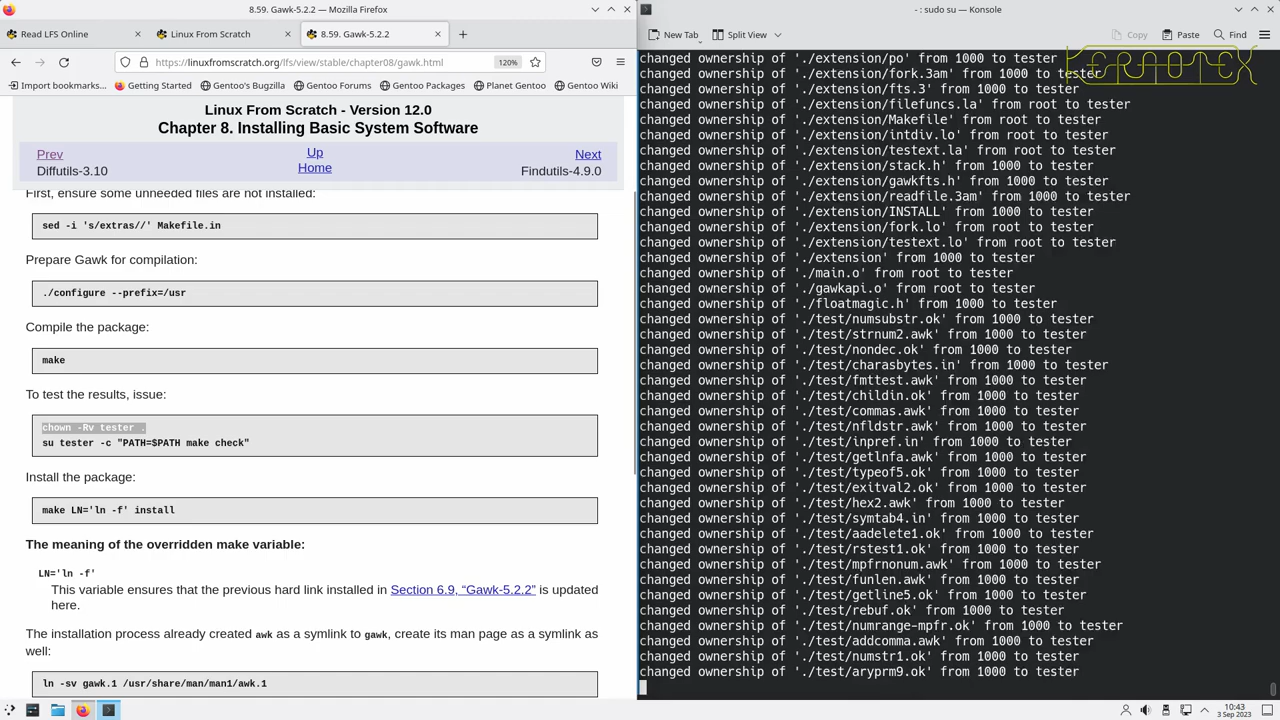 8.59. Gawk-5.2.2 — Mozilla Firefox
Read LFS Online
Linux From Scratch
8.59. Gawk-5.2.2
https://linuxfromscratch.org/lfs/view/stable/chapter08/gawk.html
120%
Import bookmarks...
Getting Started
Gentoo's Bugzilla
Gentoo Forums
Gentoo Packages
Planet Gentoo
Gentoo Wiki
Linux From Scratch - Version 12.0
Chapter 8. Installing Basic System Software
Prev
Up
Next
Diffutils-3.10
Home
Findutils-4.9.0
First, ensure some unneeded files are not installed:
sed -i 's/extras//' Makefile.in
Prepare Gawk for compilation:
./configure --prefix=/usr
Compile the package:
make
To test the results, issue:
chown -Rv tester .
su tester -c "PATH=$PATH make check"
Install the package:
make LN='ln -f' install
The meaning of the overridden make variable:
LN='ln -f'
This variable ensures that the previous hard link installed in Section 6.9, “Gawk-5.2.2” is updated
here.
The installation process already created awk as a symlink to gawk, create its man page as a symlink as
well:
ln -sv gawk.1 /usr/share/man/man1/awk.1
- : sudo su — Konsole
New Tab
Split View
Copy
Paste
Find
KERNOTEX
changed ownership of './extension/po' from 1000 to tester
changed ownership of './extension/fork.3am' from 1000 to tester
changed ownership of './extension/fts.3' from 1000 to tester
changed ownership of './extension/filefuncs.la' from root to tester
changed ownership of './extension/Makefile' from root to tester
changed ownership of './extension/intdiv.lo' from root to tester
changed ownership of './extension/testext.la' from root to tester
changed ownership of './extension/stack.h' from 1000 to tester
changed ownership of './extension/gawkfts.h' from 1000 to tester
changed ownership of './extension/readfile.3am' from 1000 to tester
changed ownership of './extension/INSTALL' from 1000 to tester
changed ownership of './extension/fork.lo' from root to tester
changed ownership of './extension/testext.lo' from root to tester
changed ownership of './extension' from 1000 to tester
changed ownership of './main.o' from root to tester
changed ownership of './gawkapi.o' from root to tester
changed ownership of './floatmagic.h' from 1000 to tester
changed ownership of './test/numsubstr.ok' from 1000 to tester
changed ownership of './test/strnum2.awk' from 1000 to tester
changed ownership of './test/nondec.ok' from 1000 to tester
changed ownership of './test/charasbytes.in' from 1000 to tester
changed ownership of './test/fmttest.awk' from 1000 to tester
changed ownership of './test/childin.ok' from 1000 to tester
changed ownership of './test/commas.awk' from 1000 to tester
changed ownership of './test/nfldstr.awk' from 1000 to tester
changed ownership of './test/inpref.in' from 1000 to tester
changed ownership of './test/getlnfa.awk' from 1000 to tester
changed ownership of './test/typeof5.ok' from 1000 to tester
changed ownership of './test/exitval2.ok' from 1000 to tester
changed ownership of './test/hex2.awk' from 1000 to tester
changed ownership of './test/symtab4.in' from 1000 to tester
changed ownership of './test/aadelete1.ok' from 1000 to tester
changed ownership of './test/rstest1.ok' from 1000 to tester
changed ownership of './test/mpfrnonum.awk' from 1000 to tester
changed ownership of './test/funlen.awk' from 1000 to tester
changed ownership of './test/getline5.ok' from 1000 to tester
changed ownership of './test/rebuf.ok' from 1000 to tester
changed ownership of './test/numrange-mpfr.ok' from 1000 to tester
changed ownership of './test/addcomma.awk' from 1000 to tester
changed ownership of './test/numstr1.ok' from 1000 to tester
changed ownership of './test/aryprm9.ok' from 1000 to tester
10:43
3 Sep 2023